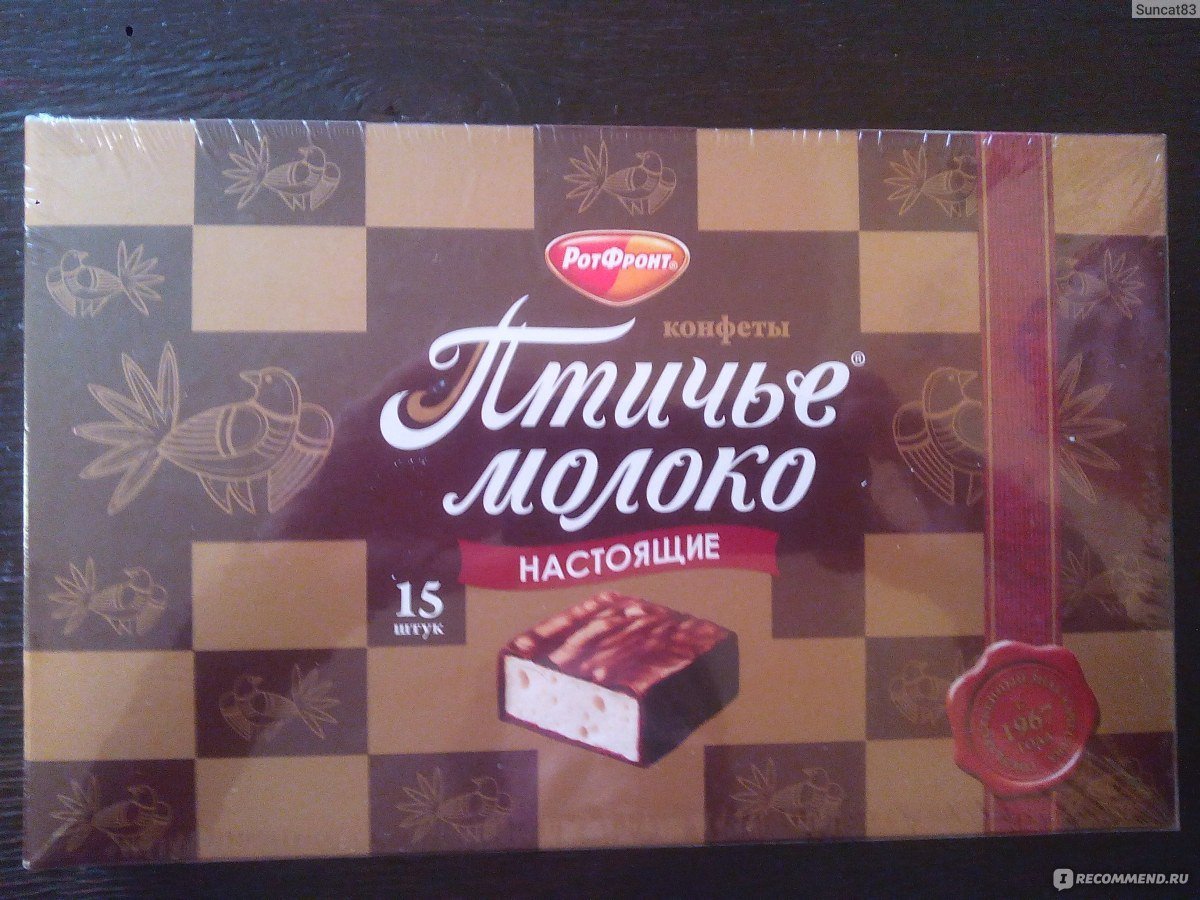 Suncat83
РотФронт®
конфеты
Птичье®
молоко
НАСТОЯЩИЕ
15
штук
RECOMMEND.RU